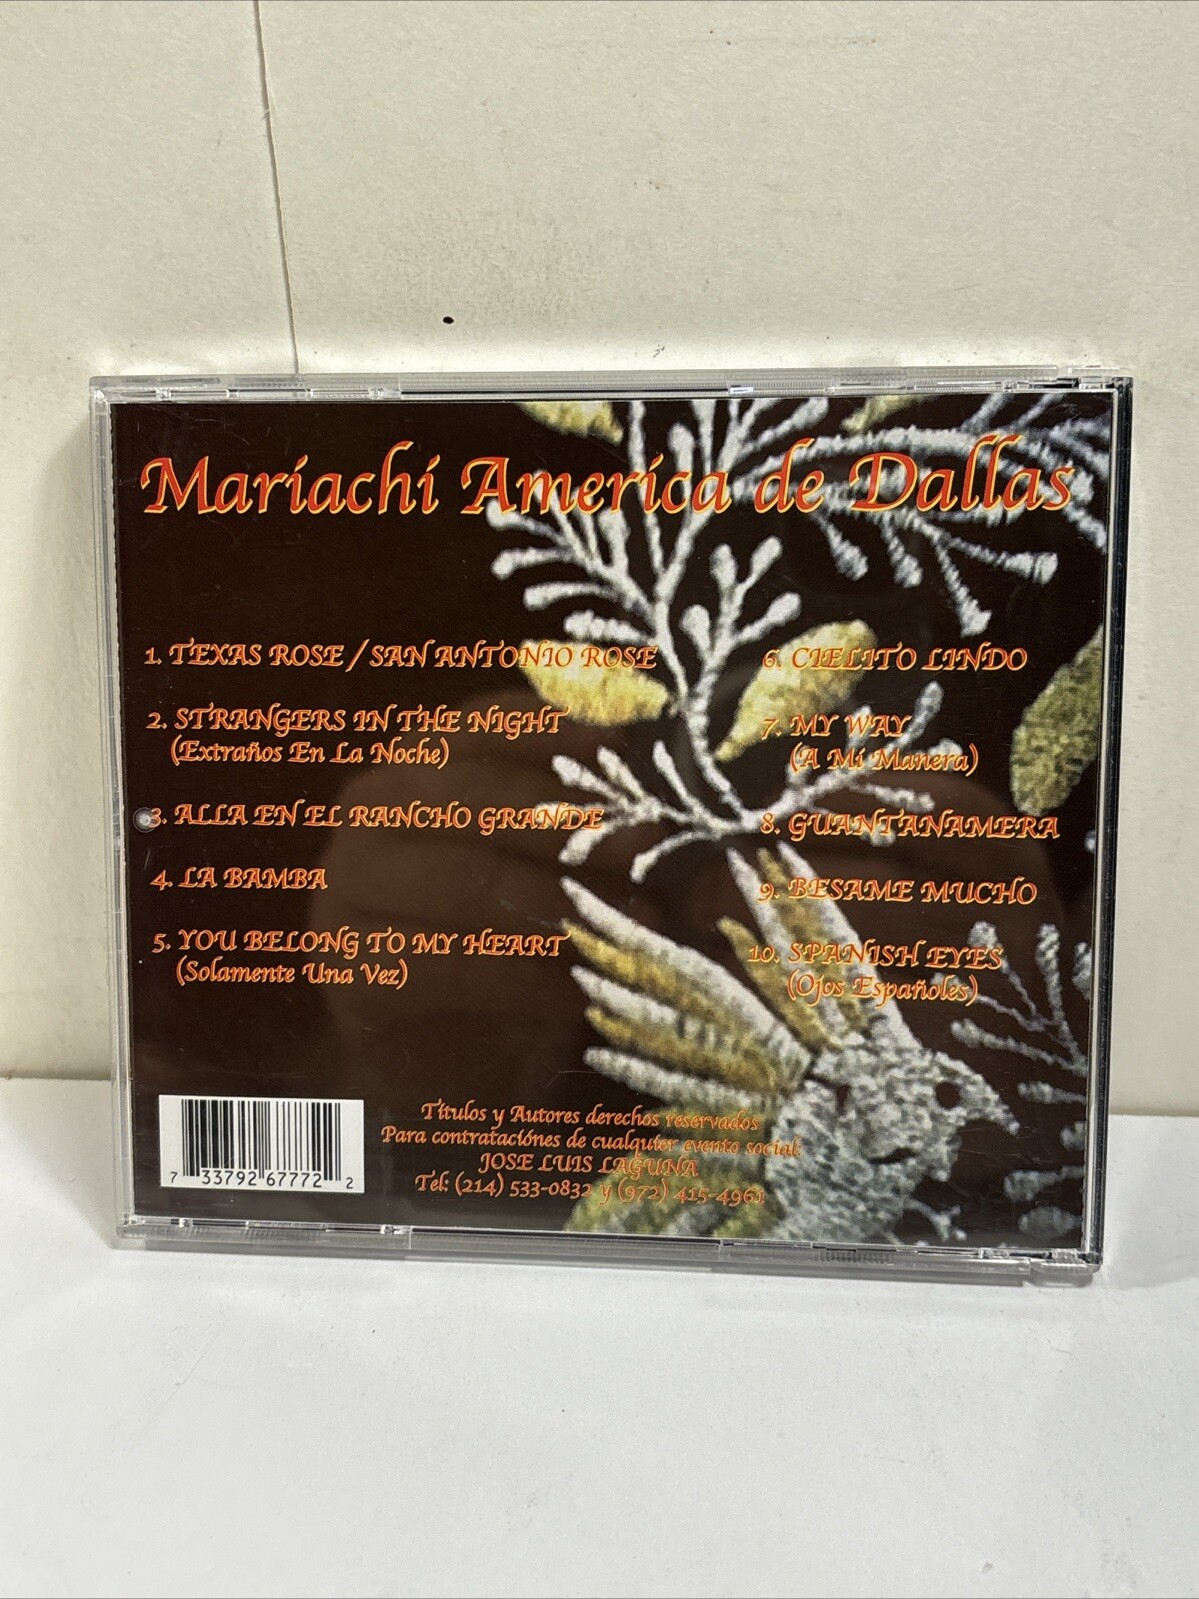 Mariachi America de Dallas
1. TEXAS ROSE / SAN ANTONIO ROSE
2. STRANGERS IN THE NIGHT
(Extraños En La Noche)
3. ALLA EN EL RANCHO GRANDE
4. LA BAMBA
5. YOU BELONG TO MY HEART
(Solamente Una Vez)
6. CIELITO LINDO
7. MY WAY
(A Mi Manera)
8. GUANTANAMERA
9. BESAME MUCHO
10. SPANISH EYES
(Ojos Españoles)
Títulos y Autores derechos reservados
Para contrataciónes de cualquier evento social:
JOSE LUIS LAGUNA
Tel: (214) 533-0832 y (972) 415-4961
7 33792 67772 2